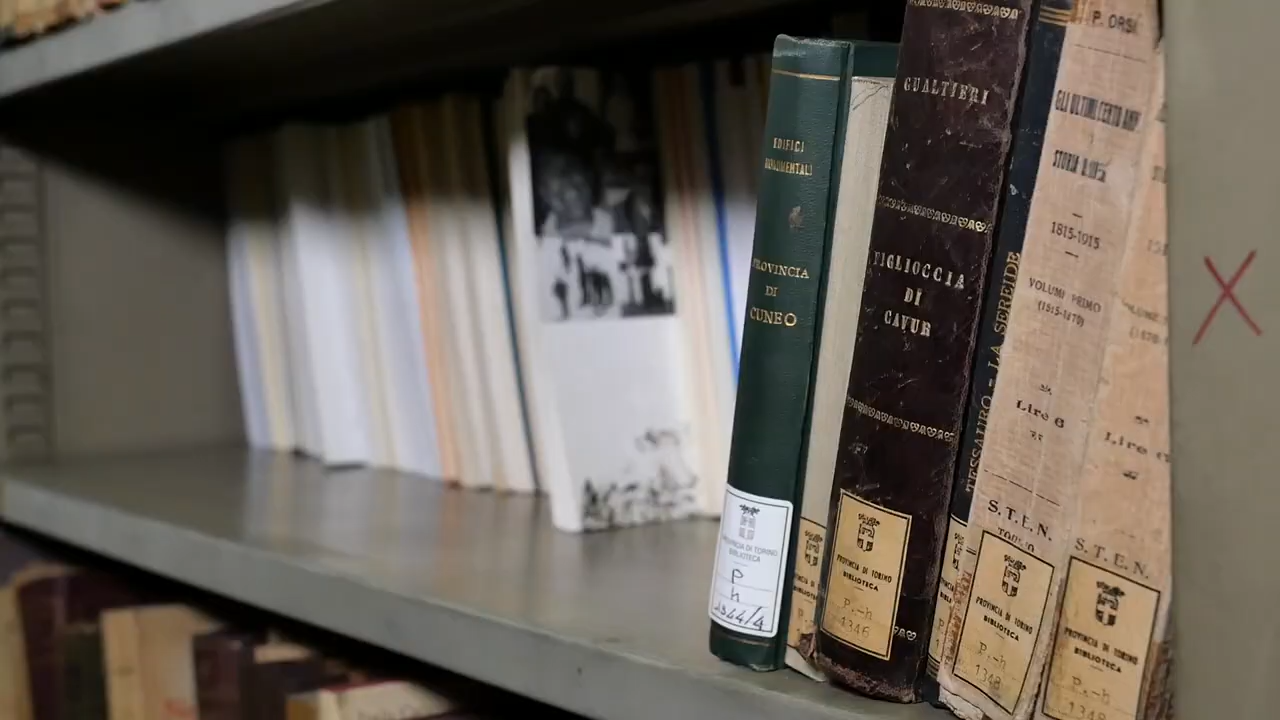 EDIFICI
MONUMENTALI
PROVINCIA
DI
CUNEO
PROVINCIA DI TORINO
BIBLIOTECA
P
h
1344/4
GUALTIERI
FIGLIOCCIA
DI
CAVUR
PROVINCIA DI TORINO
BIBLIOTECA
P.-h
1346
TESSAURO - LA SEREIDE
P. ORSI
GLI ULTIMI CENTO ANNI
STORIA
1815-1915
VOLUME PRIMO
(1815-1870)
Lire 6
S.T.E.N.
TORINO
PROVINCIA DI TORINO
BIBLIOTECA
P.-h
1348
Lire 6
S.T.E.N.
PROVINCIA DI TORINO
BIBLIOTECA
P.-h
X